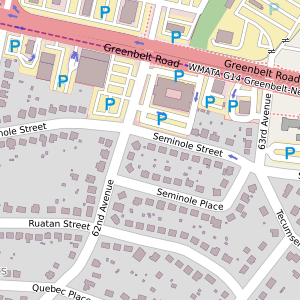 P
P
P
P
Greenbelt Road
Greenbelt Road
P
P
WMATA G14 Greenbelt-Ne
P
P
P
P
P
nole Street
Seminole Street
63rd Avenue
P
Seminole Place
62nd Avenue
Ruatan Street
Tecumse
Quebec Place